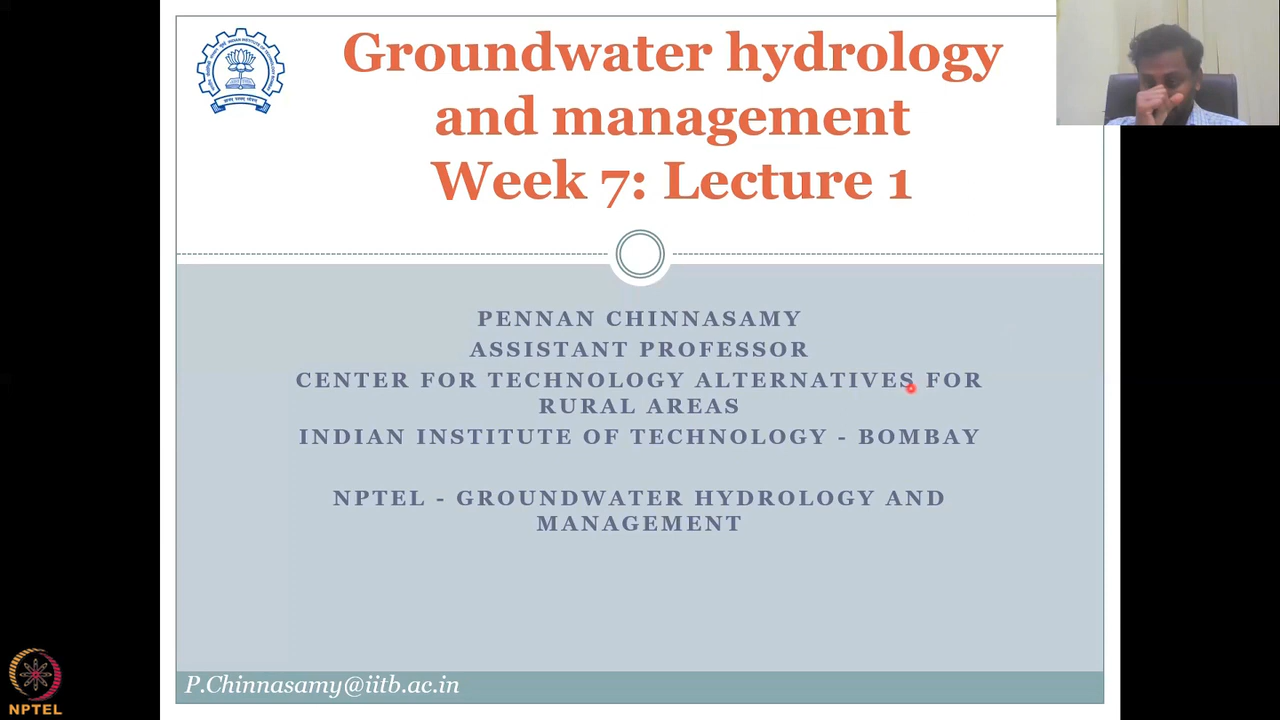 Groundwater hydrology
and management
Week 7: Lecture 1
PENNAN CHINNASAMY
ASSISTANT PROFESSOR
CENTER FOR TECHNOLOGY ALTERNATIVES FOR
RURAL AREAS
INDIAN INSTITUTE OF TECHNOLOGY - BOMBAY
NPTEL - GROUNDWATER HYDROLOGY AND
MANAGEMENT
P.Chinnasamy@iitb.ac.in
NPTEL